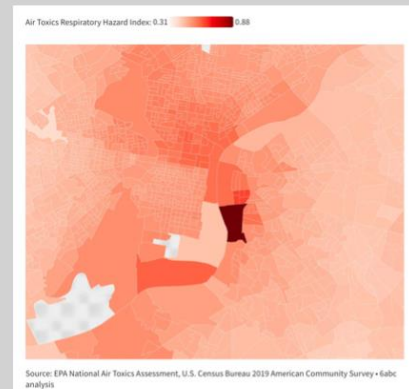 Air Toxics Respiratory Hazard Index: 0.31 0.88
Source: EPA National Air Toxics Assessment, U.S. Census Bureau 2019 American Community Survey • 6abc
analysis